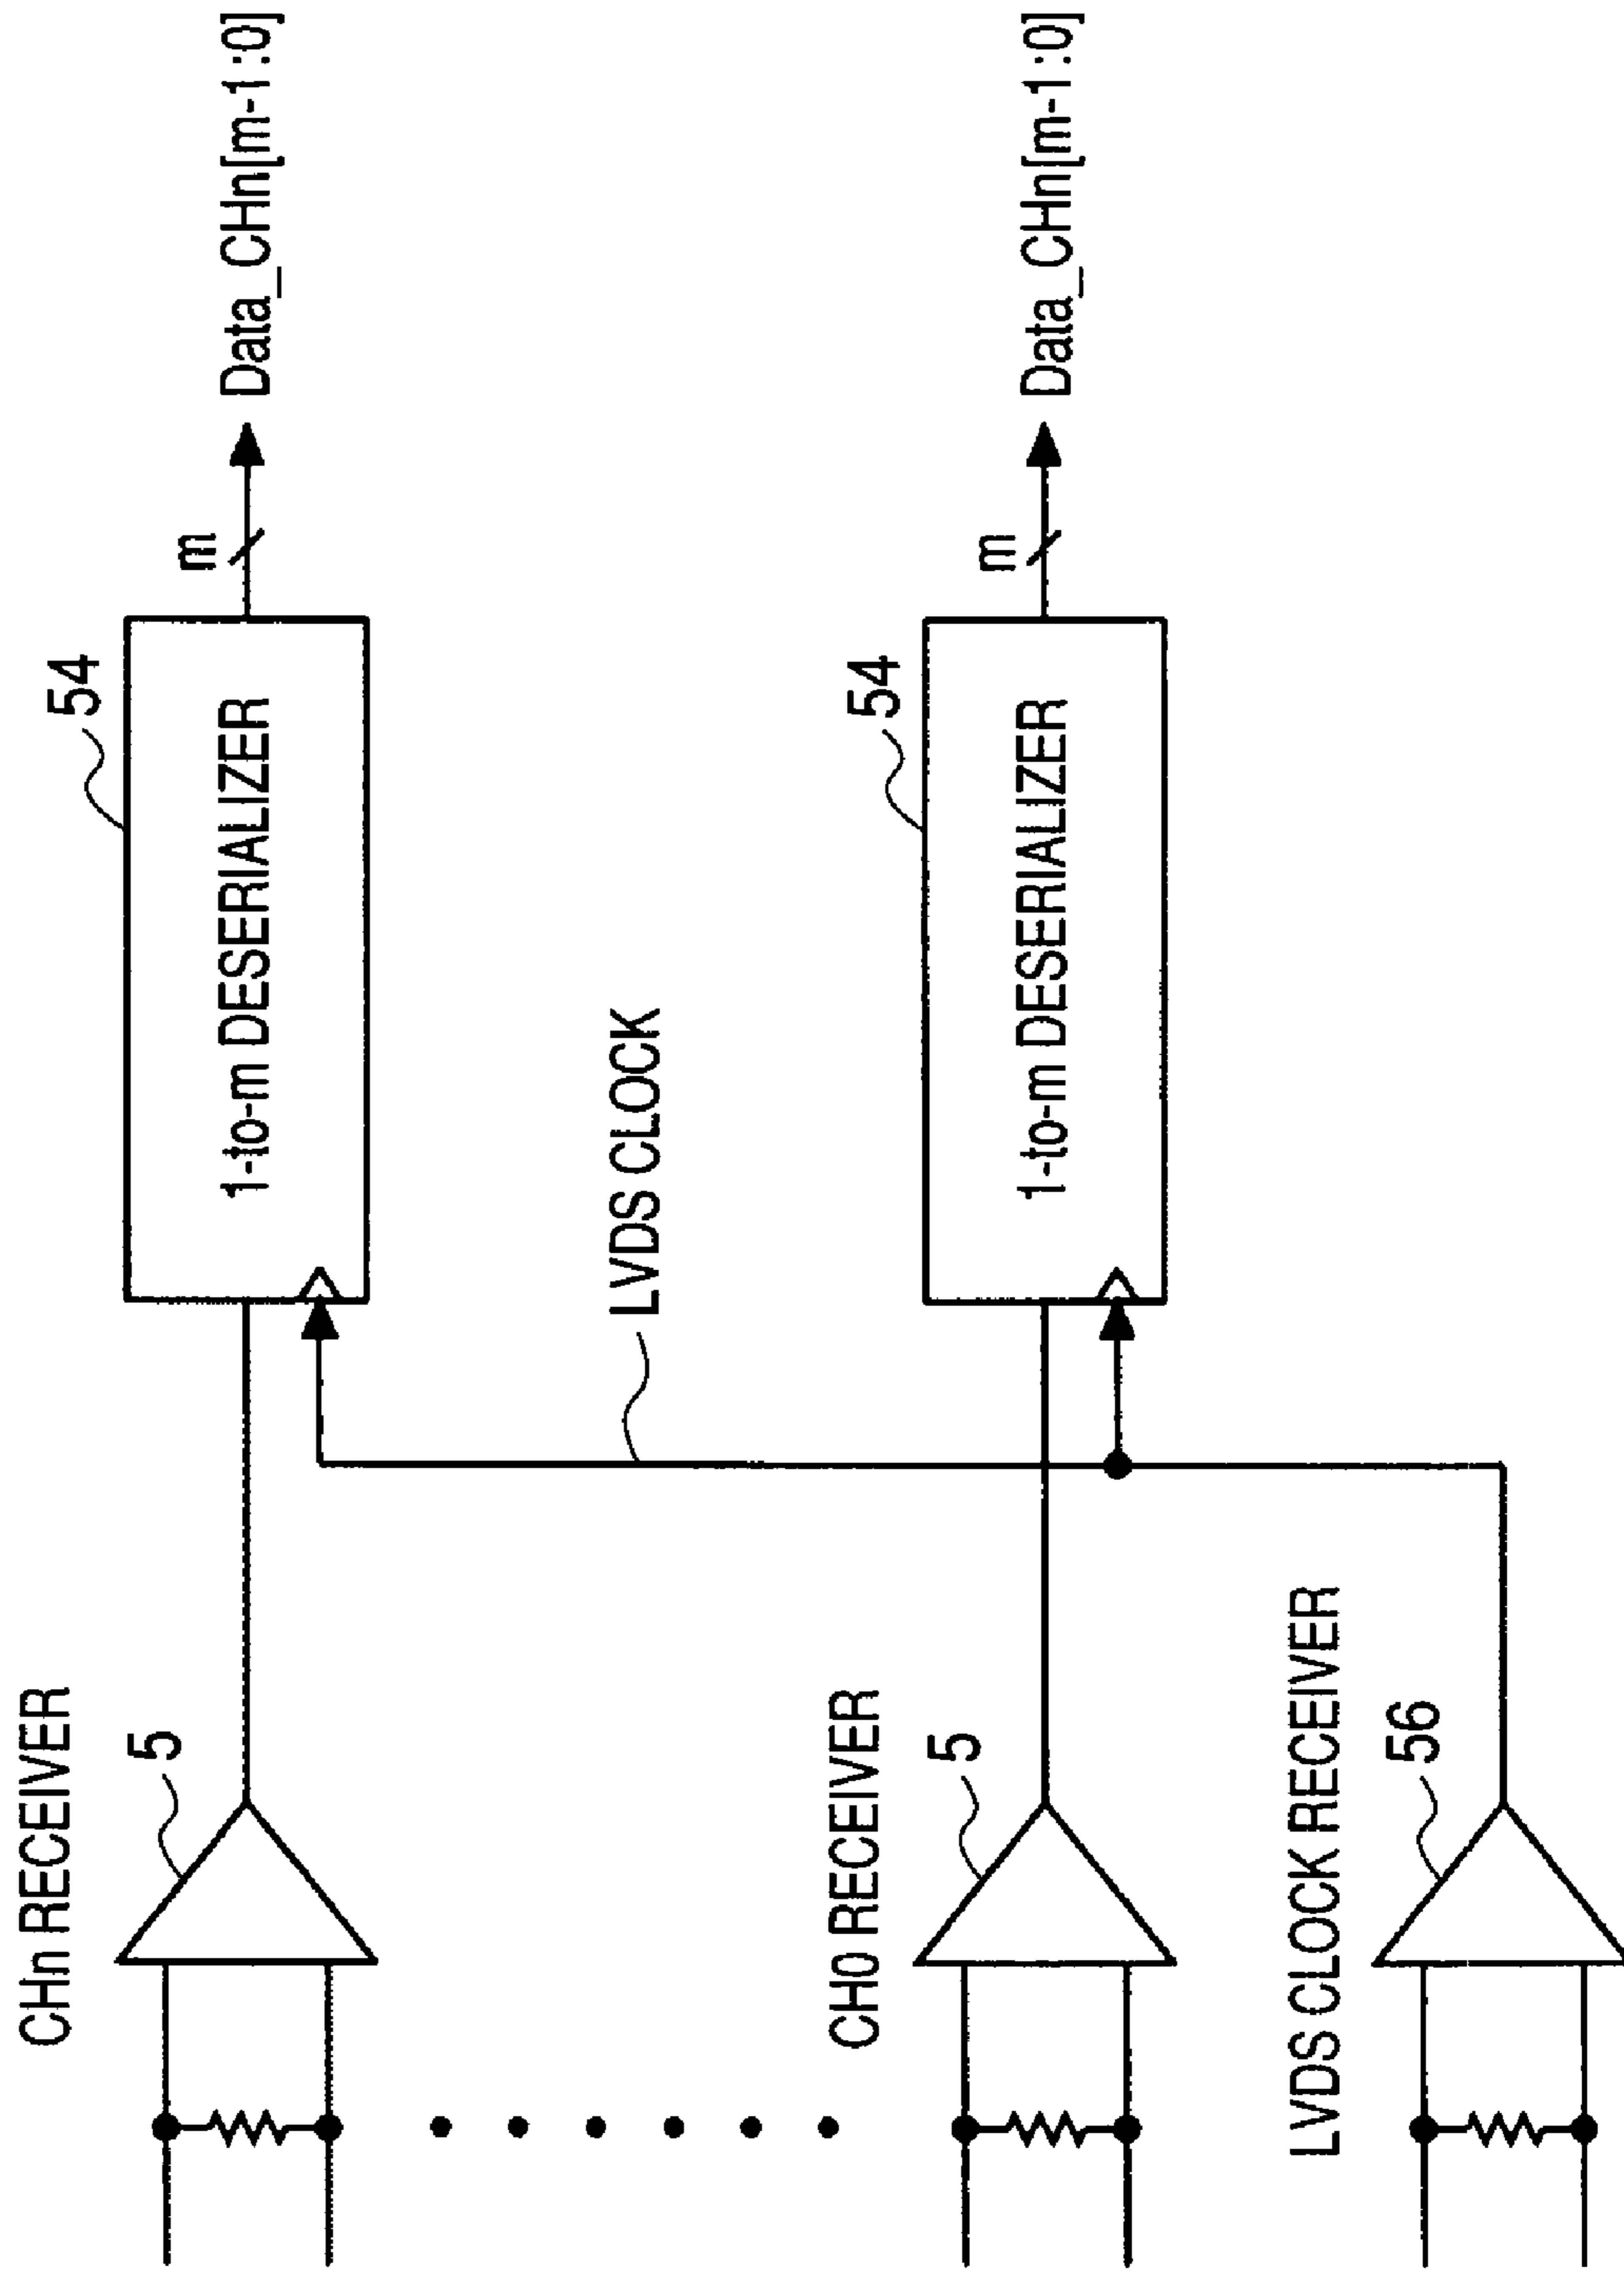 CHn RECEIVER
5
54
1-to-m DESERIALIZER
m
Data_CHn[m-1:0]
LVDS CLOCK
CH0 RECEIVER
5
54
1-to-m DESERIALIZER
m
Data_CHn[m-1:0]
LVDS CLOCK RECEIVER
56